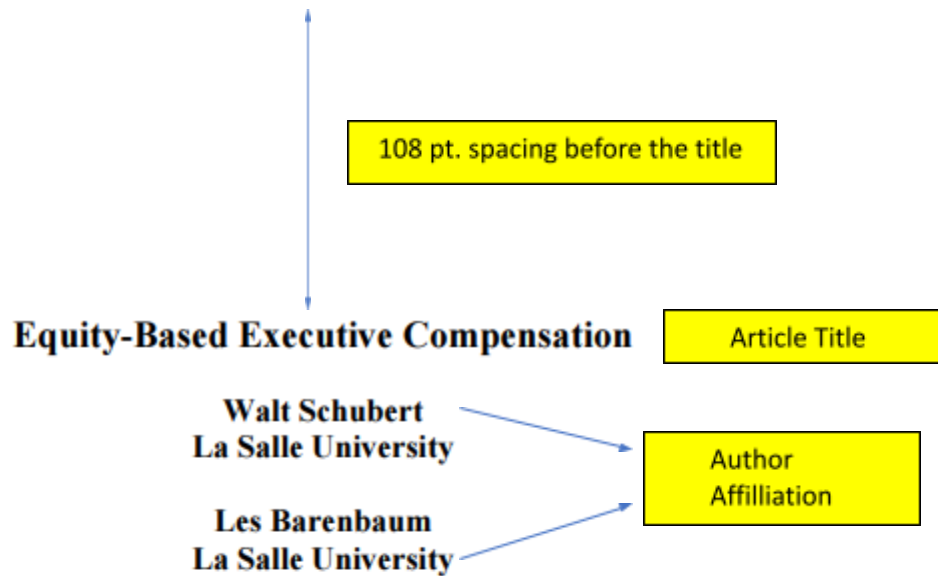 108 pt. spacing before the title
Equity-Based Executive Compensation
Article Title
Walt Schubert
La Salle University
Author
Affilliation
Les Barenbaum
La Salle University